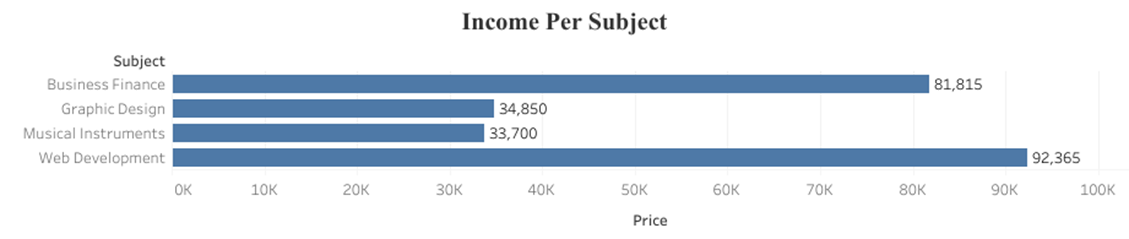 Income Per Subject
Subject
Business Finance 81,815
Graphic Design 34,850
Musical Instruments 33,700
Web Development 92,365
0K 10K 20K 30K 40K 50K 60K 70K 80K 90K 100K
Price